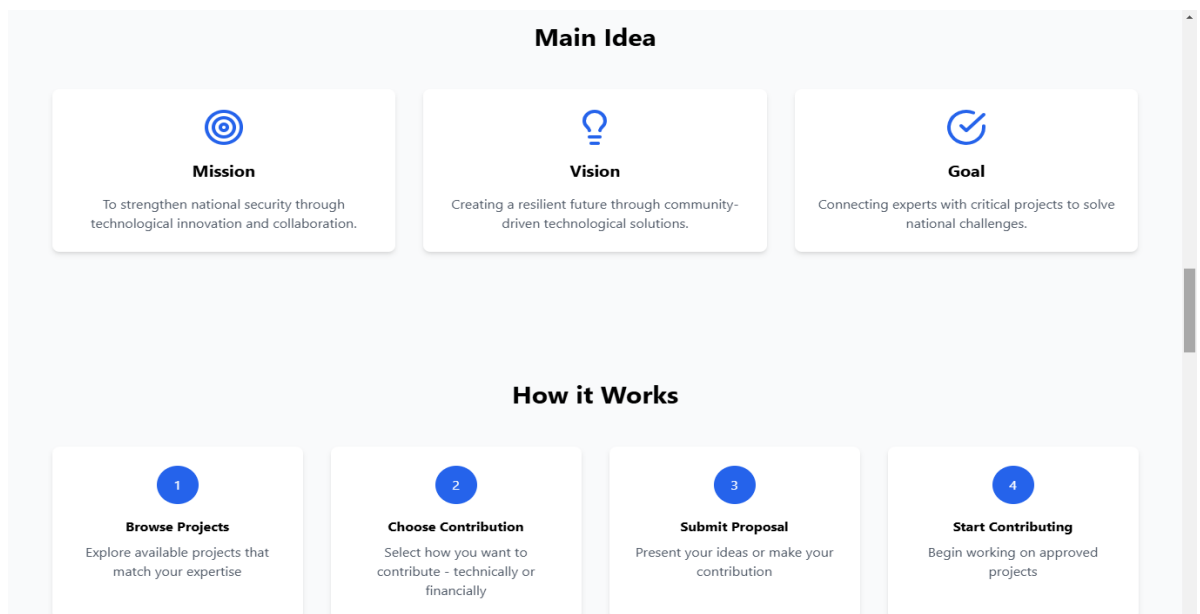 Main Idea
Mission
To strengthen national security through
technological innovation and collaboration.
Vision
Creating a resilient future through community-
driven technological solutions.
Goal
Connecting experts with critical projects to solve
national challenges.
How it Works
1
Browse Projects
Explore available projects that
match your expertise
2
Choose Contribution
Select how you want to
contribute - technically or
financially
3
Submit Proposal
Present your ideas or make your
contribution
4
Start Contributing
Begin working on approved
projects